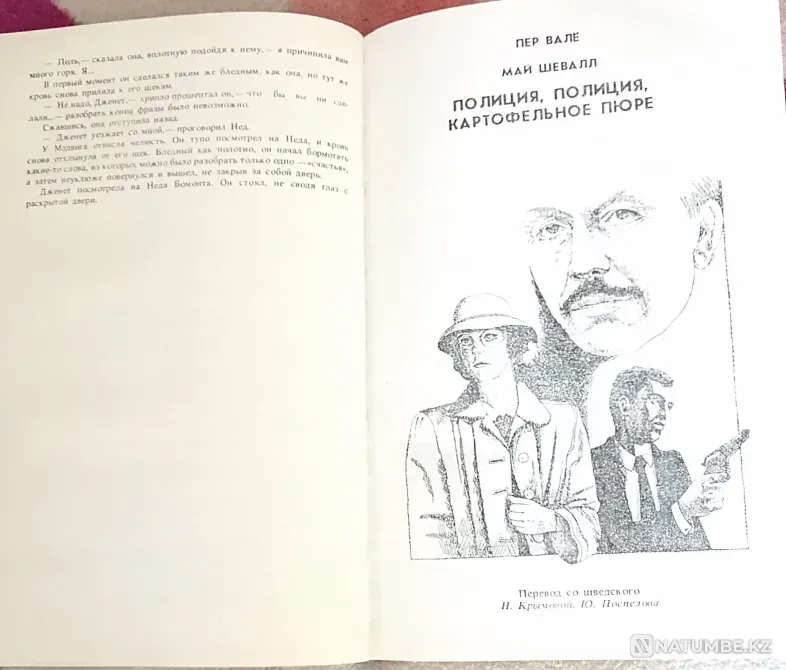 — Поль,— сказала она, вплотную подойдя к нему,— я причинила вам
много горя. Я...
В первый момент он сделался таким же бледным, как она, но тут же
кровь снова прилила к его щекам.
— Не надо, Дженет,— хрипло прошептал он,— что бы вы ни сде-
лали...— разобрать конец фразы было невозможно.
Сжавшись, она отступила назад.
— Дженет уезжает со мной,— проговорил Нед.
У Мэдвига отвисла челюсть. Он тупо посмотрел на Неда, и кровь
снова отхлынула от его щек. Бледный как полотно, он начал бормотать
какие-то слова, из которых можно было разобрать только одно —«счастья»,
а затем неуклюже повернулся и вышел, не закрыв за собой дверь.
Дженет посмотрела на Неда Бомонта. Он стоял, не сводя глаз с
раскрытой двери.
ПЕР ВАЛЕ
МАЙ ШЕВАЛЛ
ПОЛИЦИЯ, ПОЛИЦИЯ,
КАРТОФЕЛЬНОЕ ПЮРЕ
Перевод со шведского
Н. Крымовой, Ю. Поспелова
NATUMBE.KZ